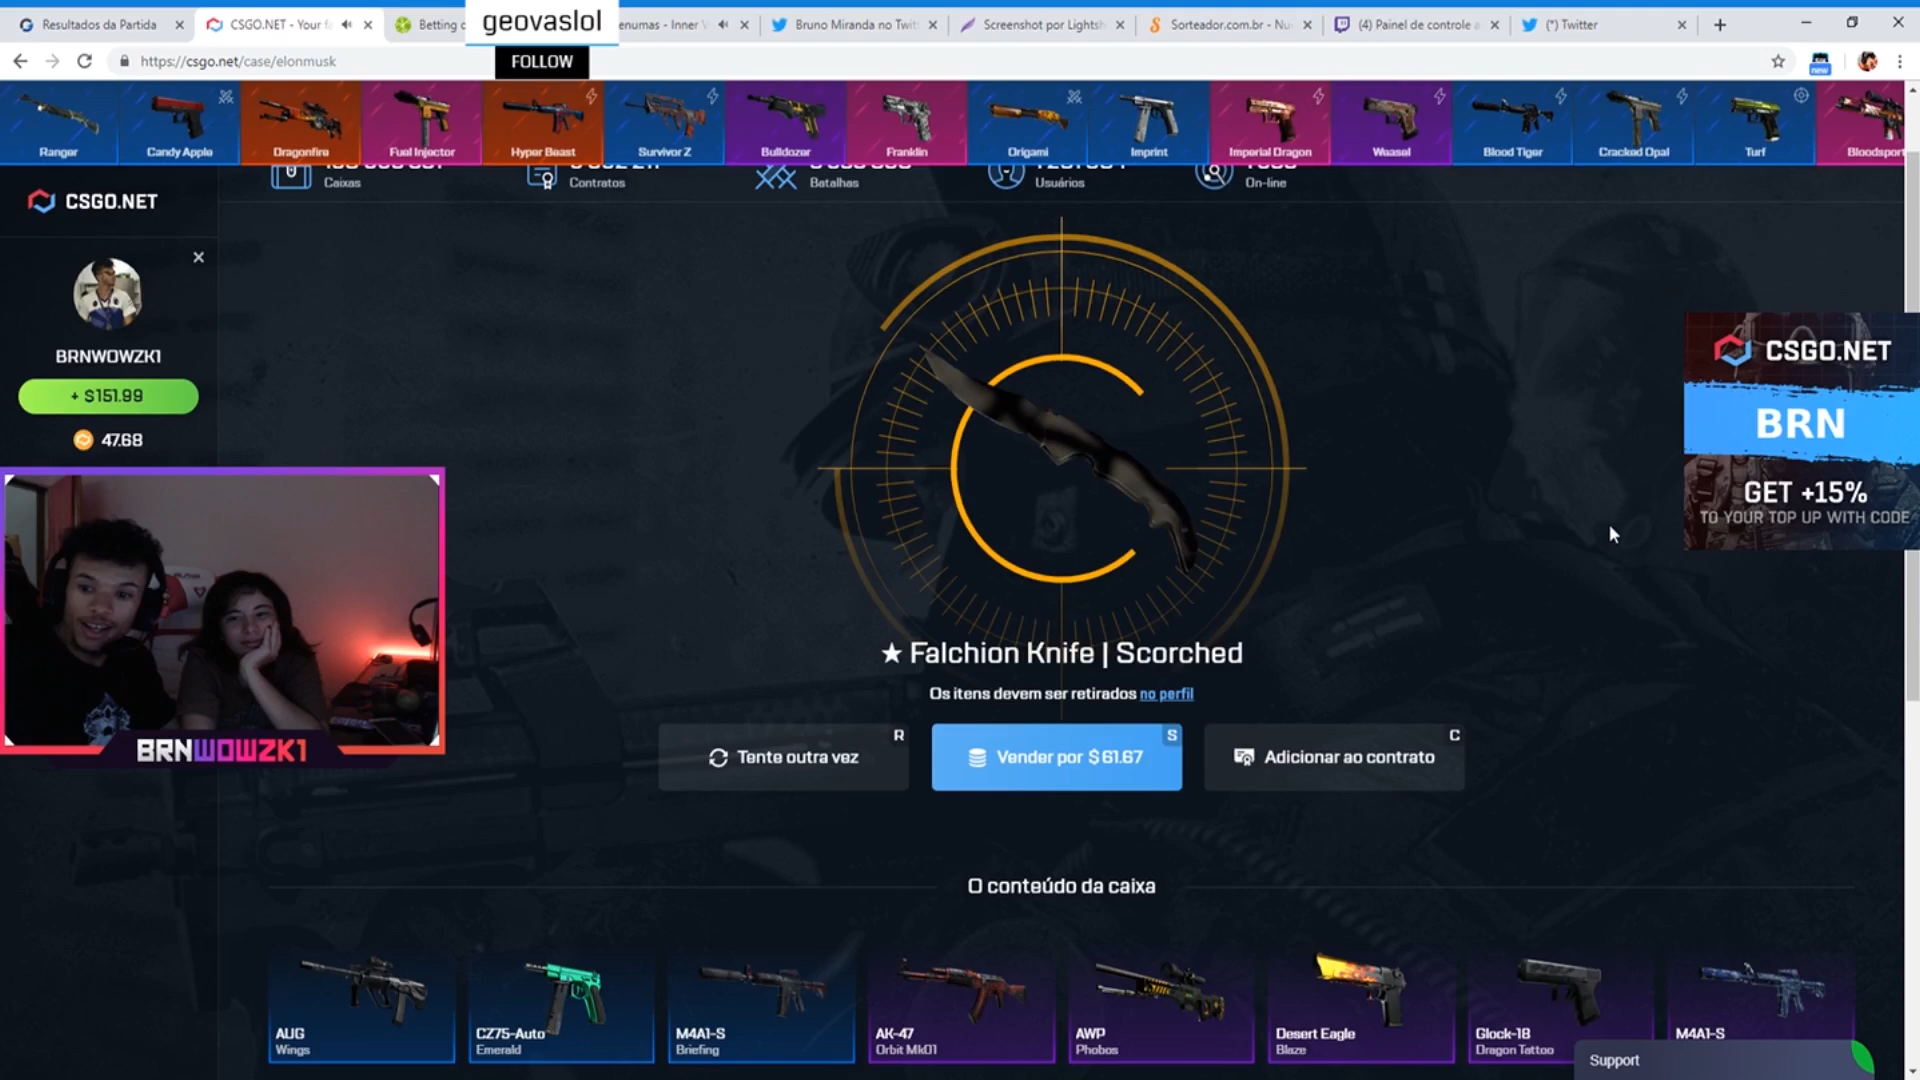 Resultados da Partida
CSGO.NET - Your fa
Betting
geovaslol
FOLLOW
enumas - Inner
Bruno Miranda no Twit
Screenshot por Lightsh
Sorteador.com.br - Nu
(4) Painel de controle
(*) Twitter
https://csgo.net/case/elonmusk
new
Ranger
Candy Apple
Dragonfire
Fuel Injector
Hyper Beast
Survivor Z
Bulldozer
Franklin
Origami
Imprint
Imperial Dragon
Weasel
Blood Tiger
Cracked Opal
Turf
Bloodsport
CSGO.NET
Caixas
Contratos
Batalhas
Usuários
On-line
BRNWOWZK1
+ $151.99
47.68
CSGO.NET
BRN
GET +15%
TO YOUR TOP UP WITH CODE
BRNWOWZK1
★ Falchion Knife | Scorched
Os itens devem ser retirados no perfil
Tente outra vez
R
Vender por $61.67
S
Adicionar ao contrato
C
O conteúdo da caixa
AUG
Wings
CZ75-Auto
Emerald
M4A1-S
Briefing
AK-47
Orbit Mk01
AWP
Phobos
Desert Eagle
Blaze
Glock-18
Dragon Tattoo
M4A1-S
Support